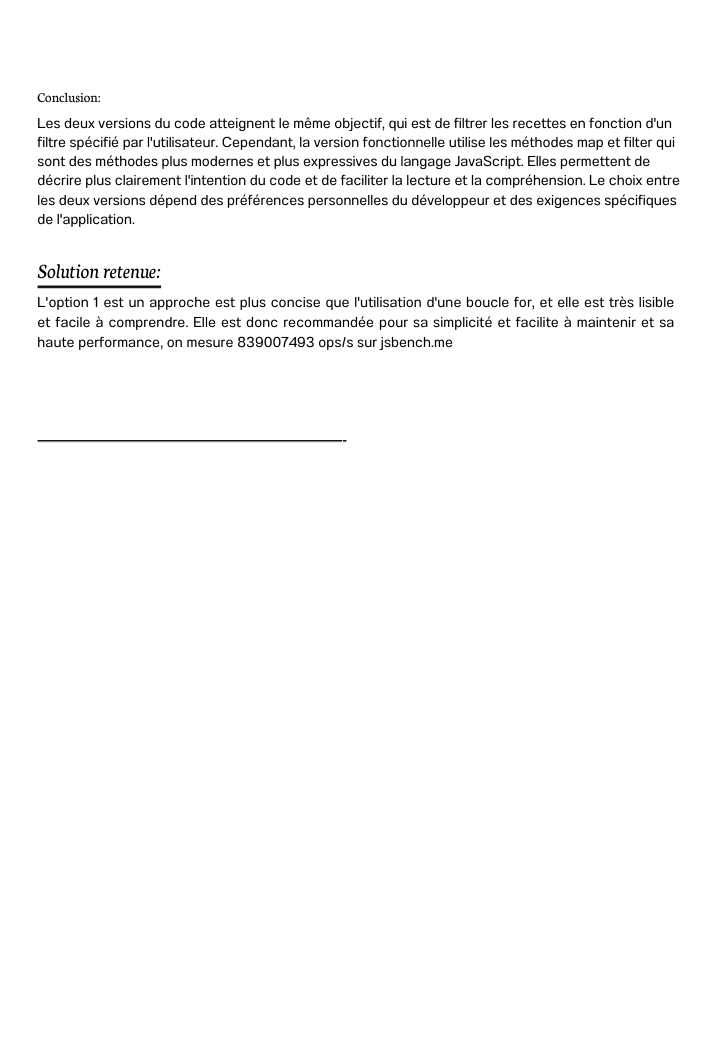 Conclusion:
Les deux versions du code atteignent le même objectif, qui est de filtrer les recettes en fonction d'un
filtre spécifié par l'utilisateur. Cependant, la version fonctionnelle utilise les méthodes map et filter qui
sont des méthodes plus modernes et plus expressives du langage JavaScript. Elles permettent de
décrire plus clairement l'intention du code et de faciliter la lecture et la compréhension. Le choix entre
les deux versions dépend des préférences personnelles du développeur et des exigences spécifiques
de l'application.
Solution retenue:
L'option 1 est un approche est plus concise que l'utilisation d'une boucle for, et elle est très lisible
et facile à comprendre. Elle est donc recommandée pour sa simplicité et facilite à maintenir et sa
haute performance, on mesure 839007493 ops/s sur jsbench.me